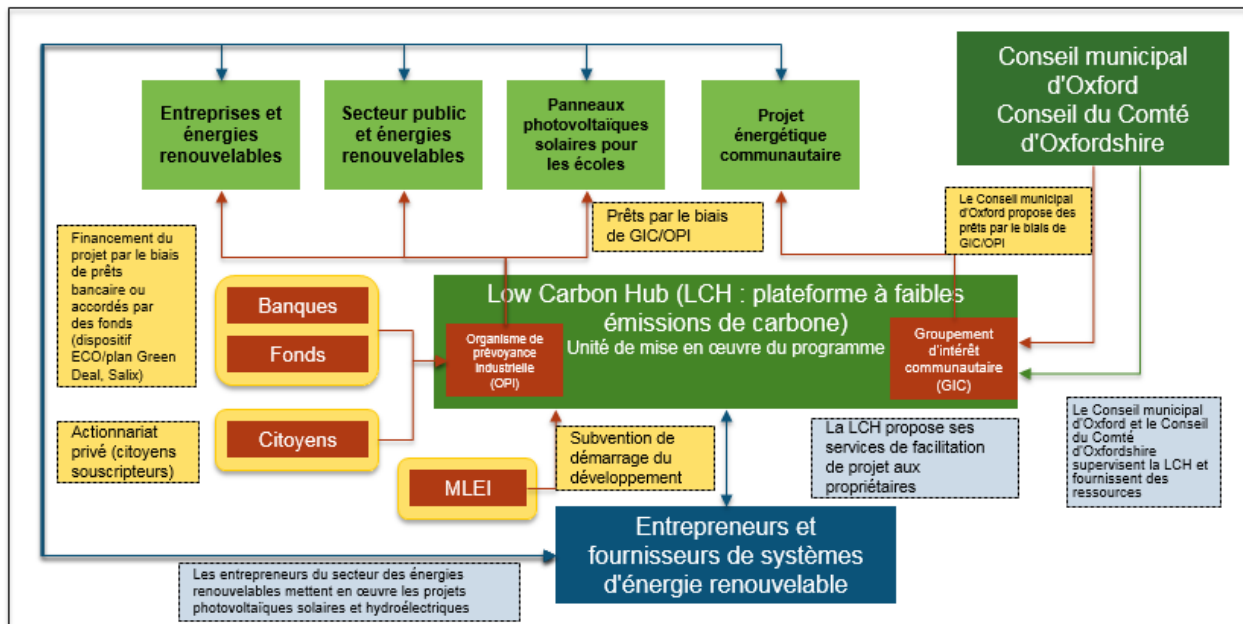 Entreprises et
énergies
renouvelables
Secteur public
et énergies
renouvelables
Panneaux
photovoltaïques
solaires pour
les écoles
Projet
énergétique
communautaire
Conseil municipal
d'Oxford
Conseil du Comté
d'Oxfordshire
Financement du
projet par le biais
de prêts
bancaire ou
accordés par
des fonds
(dispositif
ECO/plan Green
Deal, Salix)
Prêts par le biais
de GIC/OPI
Le Conseil municipal
d'Oxford propose des
prêts par le biais de
GIC/OPI
Banques
Fonds
Low Carbon Hub (LCH : plateforme à faibles
émissions de carbone)
Unité de mise en œuvre du programme
Organisme de
prévoyance
industrielle
(OPI)
Groupement
d'intérêt
communautaire
(GIC)
Actionnariat
privé (citoyens
souscripteurs)
Citoyens
MLEI
Subvention de
démarrage du
développement
La LCH propose ses
services de facilitation
de projet aux
propriétaires
Le Conseil municipal
d'Oxford et le Conseil
du Comté
d'Oxfordshire
supervisent la LCH et
fournissent des
ressources
Entrepreneurs et
fournisseurs de systèmes
d'énergie renouvelable
Les entrepreneurs du secteur des énergies
renouvelables mettent en œuvre les projets
photovoltaïques solaires et hydroélectriques